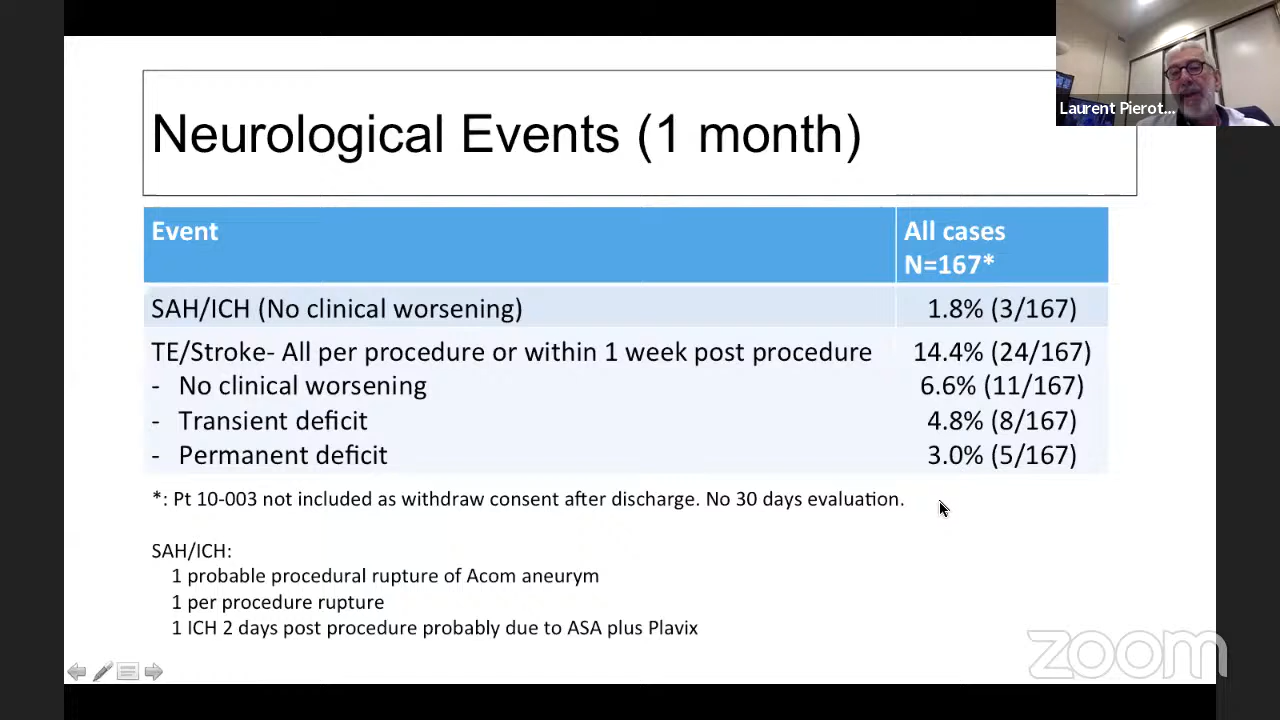 Laurent Pierot...
Neurological Events (1 month)
Event
All cases
N=167*
SAH/ICH (No clinical worsening)
1.8% (3/167)
TE/Stroke- All per procedure or within 1 week post procedure
14.4% (24/167)
- No clinical worsening
6.6% (11/167)
- Transient deficit
4.8% (8/167)
- Permanent deficit
3.0% (5/167)
*: Pt 10-003 not included as withdraw consent after discharge. No 30 days evaluation.
SAH/ICH:
1 probable procedural rupture of Acom aneurym
1 per procedure rupture
1 ICH 2 days post procedure probably due to ASA plus Plavix
zoom